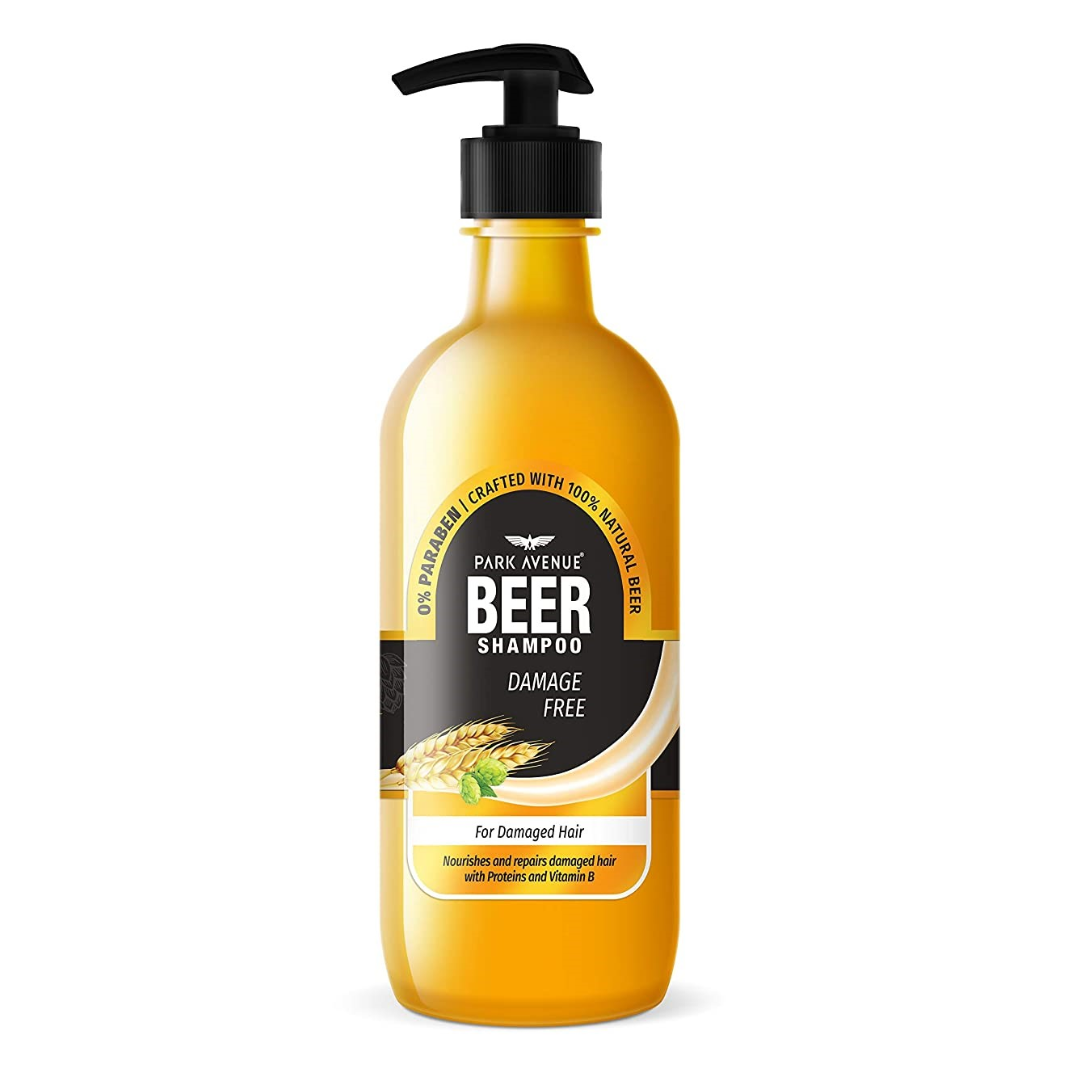 0% PARABEN | CRAFTED WITH 100% NATURAL BEER
PARK AVENUE®
BEER
SHAMPOO
DAMAGE
FREE
For Damaged Hair
Nourishes and repairs damaged hair
with Proteins and Vitamin B